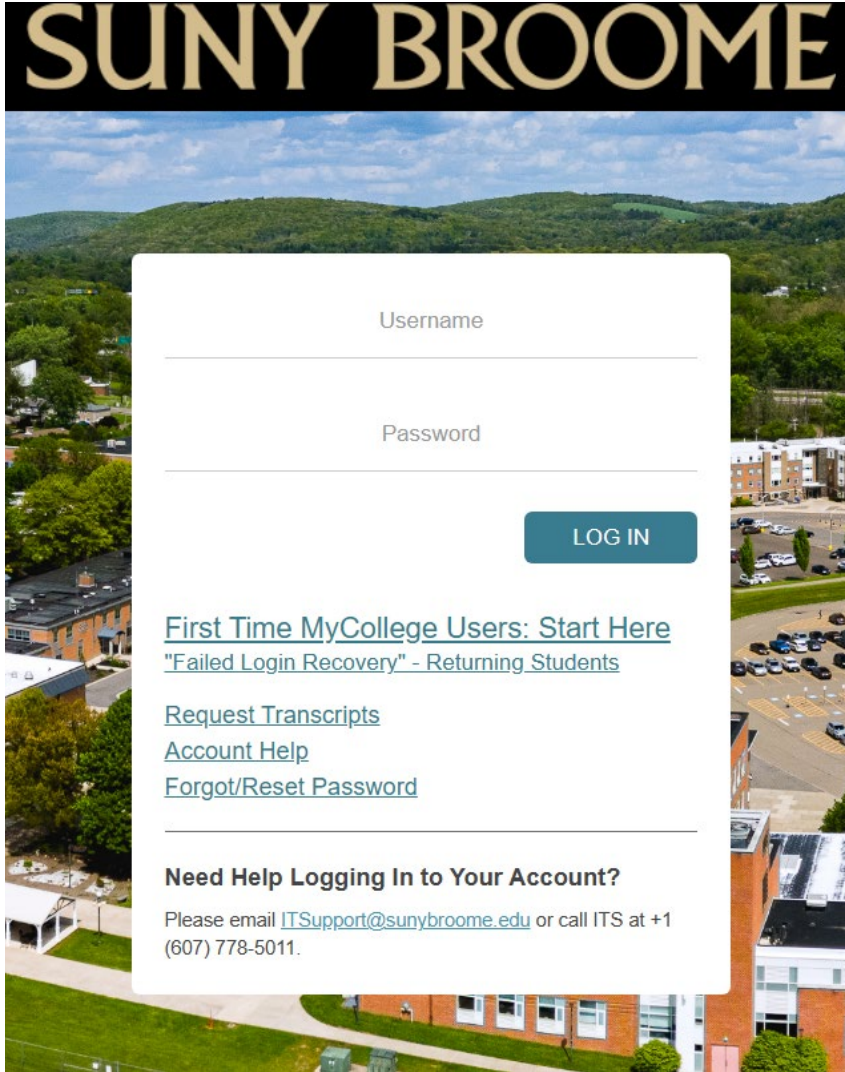 SUNY BROOME
Username
Password
LOG IN
First Time MyCollege Users: Start Here
"Failed Login Recovery" - Returning Students
Request Transcripts
Account Help
Forgot/Reset Password
Need Help Logging In to Your Account?
Please email ITSupport@sunybroome.edu or call ITS at +1
(607) 778-5011.